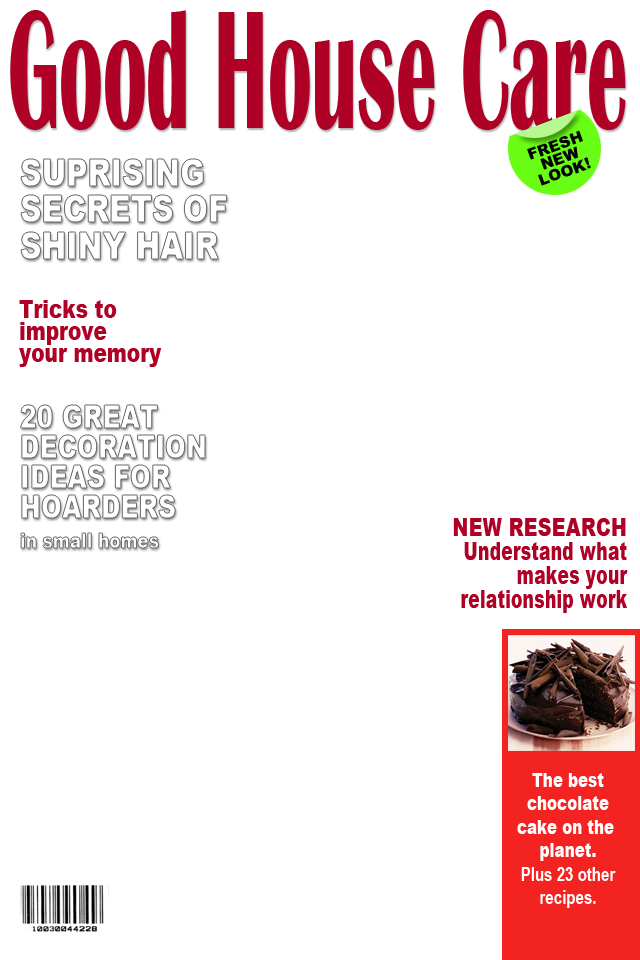 Good House Care
FRESH
NEW
LOOK!
SUPRISING
SECRETS OF
SHINY HAIR
Tricks to
improve
your memory
20 GREAT
DECORATION
IDEAS FOR
HOARDERS
in small homes
NEW RESEARCH
Understand what
makes your
relationship work
The best
chocolate
cake on the
planet.
Plus 23 other
recipes.
10030044228